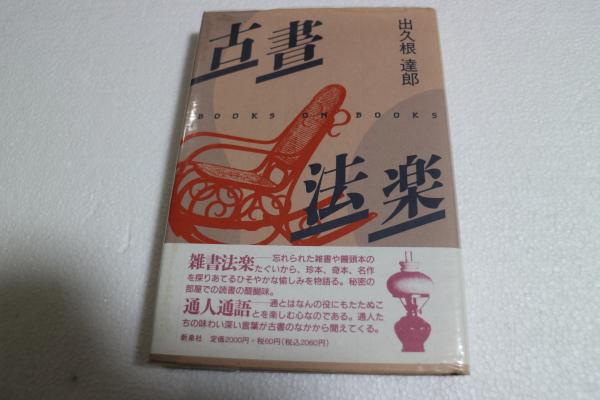 古書
出久根 達郎
BOOKS ON BOOKS
法楽
雑書法楽──忘れられた雑書や饅頭本の
たぐいから、珍本、奇本、名作
を探りあてるひそやかな愉しみを物語る。秘密の
部屋での読書の醍醐味。
通人通語──通とはなんの役にもたたぬこ
とを楽しむ心なのである。通人た
ちの味わい深い言葉が古書のなかから聞えてくる。
新泉社 定価2000円+税60円(税込2060円)